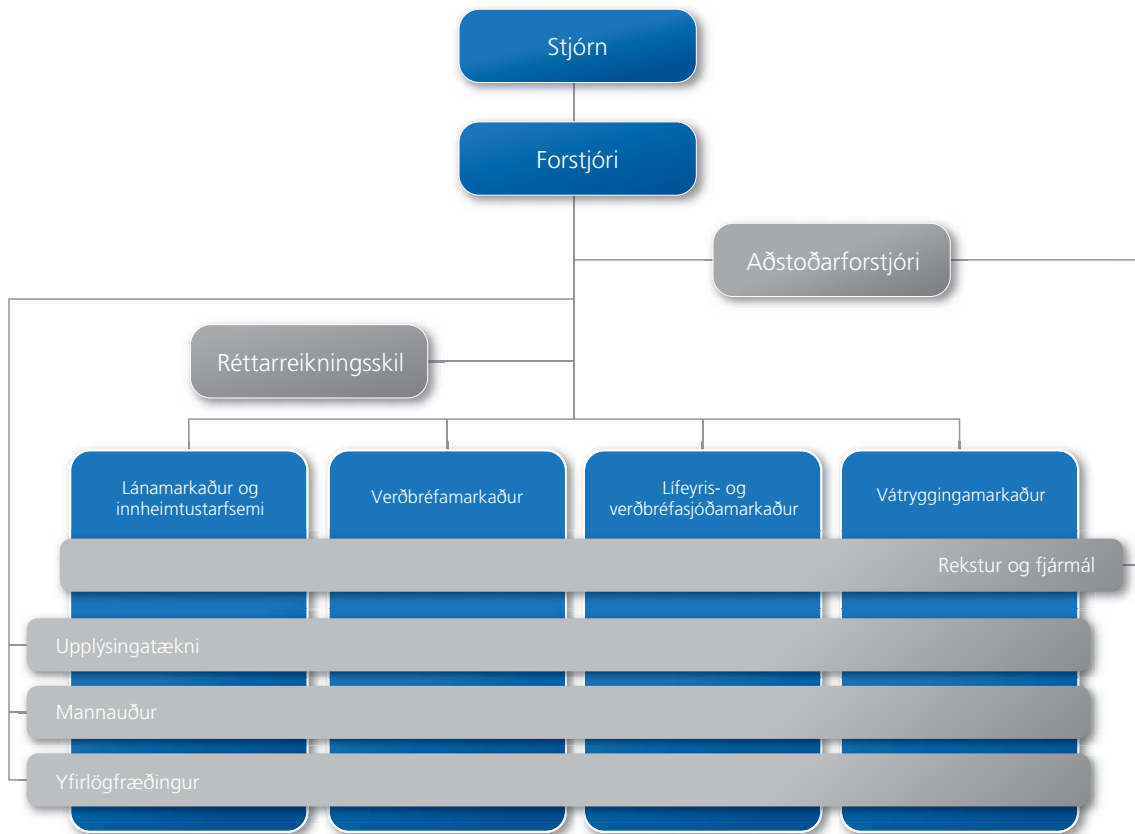 Stjórn
Forstjóri
Aðstoðarforstjóri
Réttarreikningsskil
Lánamarkaður og
innheimtustarfsemi
Verðbréfamarkaður
Lífeyris- og
verðbréfasjóðamarkaður
Vátryggingamarkaður
Rekstur og fjármál
Upplýsingatækni
Mannauður
Yfirlögfræðingur